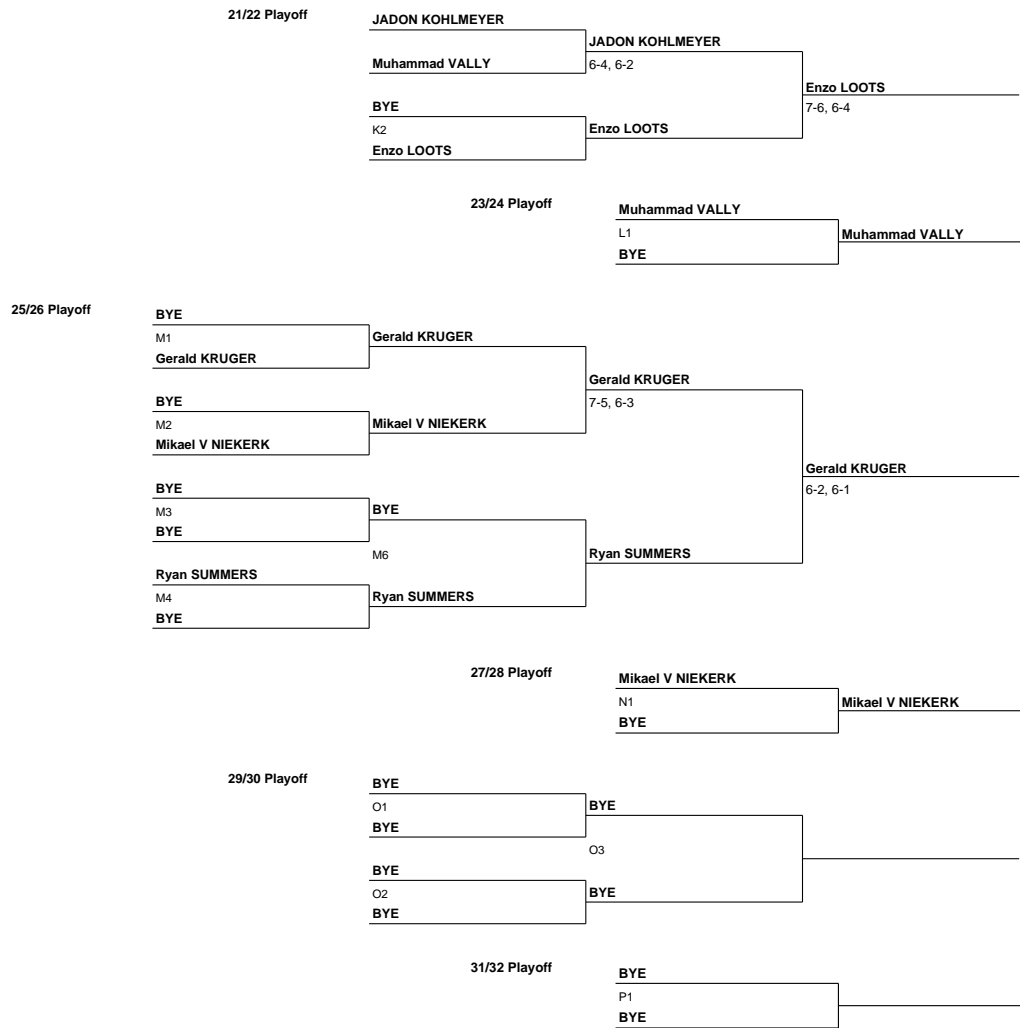 21/22 Playoff
JADON KOHLMEYER
JADON KOHLMEYER
Muhammad VALLY
6-4, 6-2
Enzo LOOTS
7-6, 6-4
BYE
K2
Enzo LOOTS
Enzo LOOTS
23/24 Playoff
Muhammad VALLY
L1
Muhammad VALLY
BYE
25/26 Playoff
BYE
M1
Gerald KRUGER
Gerald KRUGER
Gerald KRUGER
7-5, 6-3
BYE
M2
Mikael V NIEKERK
Mikael V NIEKERK
Gerald KRUGER
6-2, 6-1
BYE
M3
BYE
BYE
M6
Ryan SUMMERS
Ryan SUMMERS
M4
Ryan SUMMERS
BYE
27/28 Playoff
Mikael V NIEKERK
N1
Mikael V NIEKERK
BYE
29/30 Playoff
BYE
O1
BYE
BYE
O3
BYE
O2
BYE
BYE
31/32 Playoff
BYE
P1
BYE